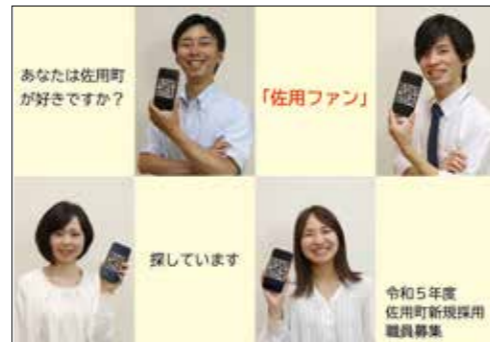 あなたは佐用町
が好きですか？
「佐用ファン」
探しています
令和５年度
佐用町新規採用
職員募集